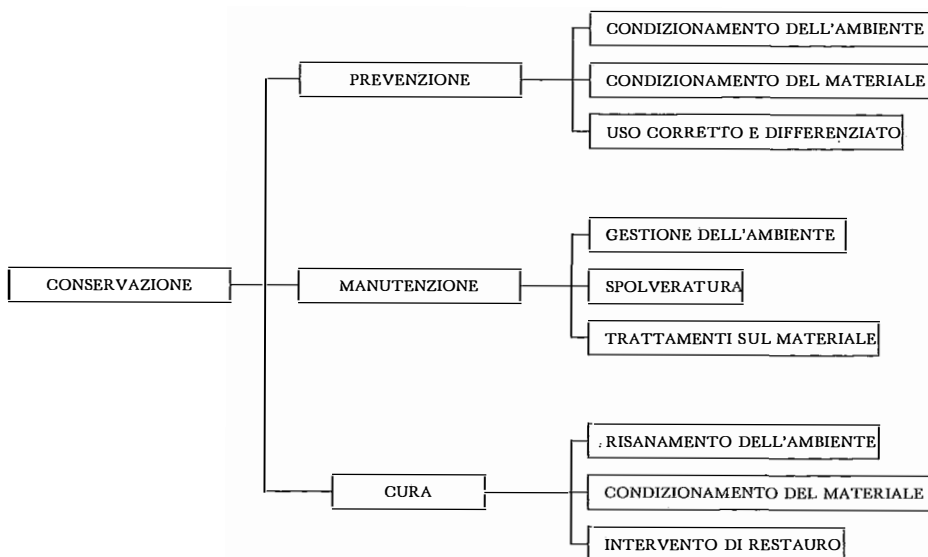 CONDIZIONAMENTO DELL'AMBIENTE
PREVENZIONE
CONDIZIONAMENTO DEL MATERIALE
USO CORRETTO E DIFFERENZIATO
GESTIONE DELL'AMBIENTE
CONSERVAZIONE
MANUTENZIONE
SPOLVERATURA
TRATTAMENTI SUL MATERIALE
RISANAMENTO DELL'AMBIENTE
CURA
CONDIZIONAMENTO DEL MATERIALE
INTERVENTO DI RESTAURO